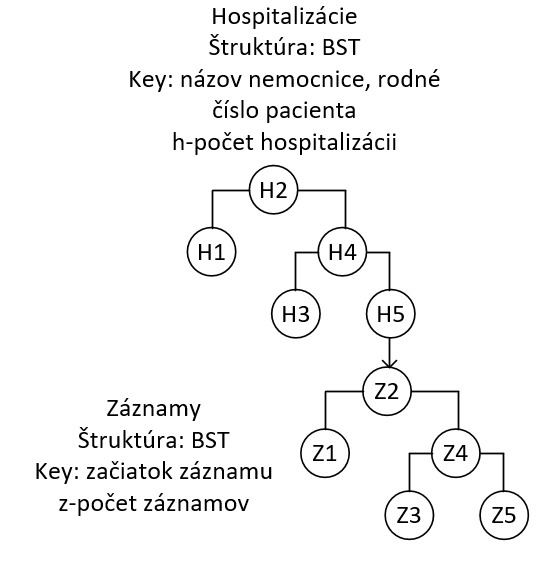 Hospitalizácie
Štruktúra: BST
Key: názov nemocnice, rodné
číslo pacienta
h-počet hospitalizácii
H2
H1
H4
H3
H5
Z2
Záznamy
Štruktúra: BST
Key: začiatok záznamu
z-počet záznamov
Z1
Z4
Z3
Z5